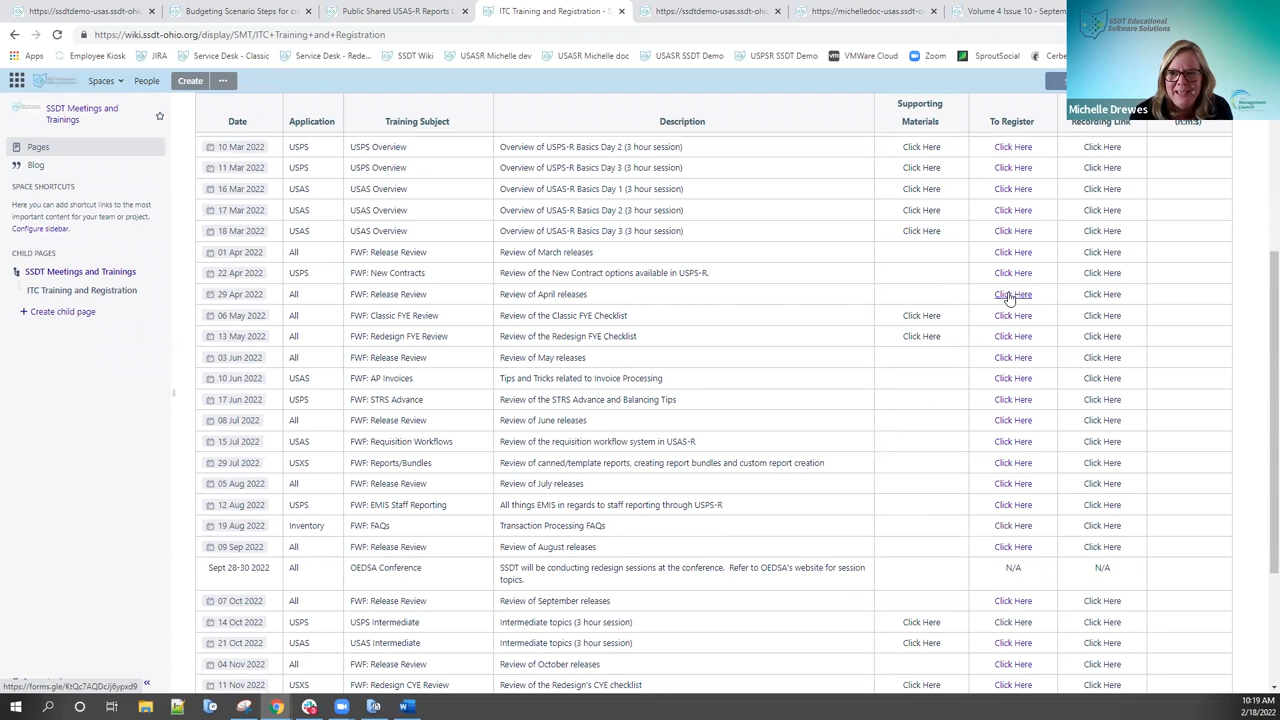 https://ssdtdemo-usas.ssdt.ohio
Budgeting Scenario Steps for cr
Public Shared USAS-R Reports L
ITC Training and Registration - S
https://ssdtdemo-usas.ssdt-ohio
https://michelledoc-usas.ssdt-oh
Volume 4 Issue 10 - Septem
https://wiki.ssdt-ohio.org/display/SMT/ITC+Training+and+Registration
Apps Employee Kiosk Service Desk - Classic... Service Desk - Rede... SSDT Wiki USASR Michelle dev USASR Michelle doc USASR SSDT Demo USPSR SSDT Demo VMWare Cloud Zoom SproutSocial Cerbe
SSDT Educational
Software Solutions
Management
Council
Michelle Drewes
Spaces People Create ...
SSDT Meetings and
Trainings
Pages
Blog
SPACE SHORTCUTS
Here you can add shortcut links to the most
important content for your team or project.
Configure sidebar.
CHILD PAGES
SSDT Meetings and Trainings
ITC Training and Registration
+ Create child page
Date Application Training Subject Description Supporting Materials To Register Recording Link (h:m:s)
10 Mar 2022 USPS USPS Overview Overview of USPS-R Basics Day 2 (3 hour session) Click Here Click Here Click Here
11 Mar 2022 USPS USPS Overview Overview of USPS-R Basics Day 3 (3 hour session) Click Here Click Here Click Here
16 Mar 2022 USAS USAS Overview Overview of USAS-R Basics Day 1 (3 hour session) Click Here Click Here Click Here
17 Mar 2022 USAS USAS Overview Overview of USAS-R Basics Day 2 (3 hour session) Click Here Click Here Click Here
18 Mar 2022 USAS USAS Overview Overview of USAS-R Basics Day 3 (3 hour session) Click Here Click Here Click Here
01 Apr 2022 All FWF: Release Review Review of March releases Click Here Click Here
22 Apr 2022 USPS FWF: New Contracts Review of the New Contract options available in USPS-R. Click Here Click Here
29 Apr 2022 All FWF: Release Review Review of April releases Click Here Click Here
06 May 2022 All FWF: Classic FYE Review Review of the Classic FYE Checklist Click Here Click Here Click Here
13 May 2022 All FWF: Redesign FYE Review Review of the Redesign FYE Checklist Click Here Click Here Click Here
03 Jun 2022 All FWF: Release Review Review of May releases Click Here Click Here
10 Jun 2022 USAS FWF: AP Invoices Tips and Tricks related to Invoice Processing Click Here Click Here
17 Jun 2022 USPS FWF: STRS Advance Review of the STRS Advance and Balancing Tips Click Here Click Here
08 Jul 2022 All FWF: Release Review Review of June releases Click Here Click Here
15 Jul 2022 USAS FWF: Requisition Workflows Review of the requisition workflow system in USAS-R Click Here Click Here
29 Jul 2022 USXS FWF: Reports/Bundles Review of canned/template reports, creating report bundles and custom report creation Click Here Click Here
05 Aug 2022 All FWF: Release Review Review of July releases Click Here Click Here
12 Aug 2022 USPS FWF: EMIS Staff Reporting All things EMIS in regards to staff reporting through USPS-R Click Here Click Here
19 Aug 2022 Inventory FWF: FAQs Transaction Processing FAQs Click Here Click Here
09 Sep 2022 All FWF: Release Review Review of August releases Click Here Click Here
Sept 28-30 2022 All OEDSA Conference SSDT will be conducting redesign sessions at the conference. Refer to OEDSA's website for session N/A N/A
topics.
07 Oct 2022 All FWF: Release Review Review of September releases Click Here Click Here
14 Oct 2022 USPS USPS Intermediate Intermediate topics (3 hour session) Click Here Click Here Click Here
21 Oct 2022 USAS USAS Intermediate Intermediate topics (3 hour session) Click Here Click Here Click Here
04 Nov 2022 All FWF: Release Review Review of October releases Click Here Click Here
11 Nov 2022 USXS FWF: Redesign CYE Review Review of the Redesign's CYE checklist Click Here Click Here Click Here
https://forms.gle/KtQc7AQDc/j6ypxd9
10:19 AM
2/18/2022